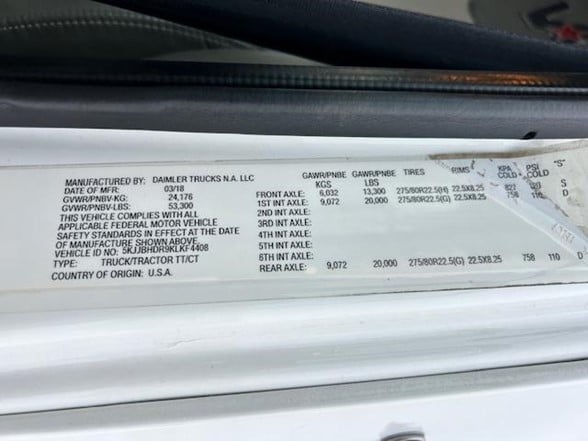 MANUFACTURED BY: DAIMLER TRUCKS N.A. LLC
DATE OF MFR: 03/18
GVWR/PNBV-KG: 24,176
GVWR/PNBV-LBS: 53,300
THIS VEHICLE COMPLIES WITH ALL
APPLICABLE FEDERAL MOTOR VEHICLE
SAFETY STANDARDS IN EFFECT AT THE DATE
OF MANUFACTURE SHOWN ABOVE
VEHICLE ID NO: 5KJJBHDR9KLKF4408
TYPE: TRUCK/TRACTOR TT/CT
COUNTRY OF ORIGIN: U.S.A.
GAWR/PNBE KGS GAWR/PNBE LBS TIRES RIMS KPA COLD PSI COLD "S"
FRONT AXLE: 6,032 13,300 275/80R22.5(H) 22.5X8.25 S
1ST INT AXLE: 9,072 20,000 275/80R22.5(G) 22.5X8.25 758 D
2ND INT AXLE:
3RD INT AXLE:
4TH INT AXLE:
5TH INT AXLE:
6TH INT AXLE:
REAR AXLE: 9,072 20,000 275/80R22.5(G) 22.5X8.25 758 110 D